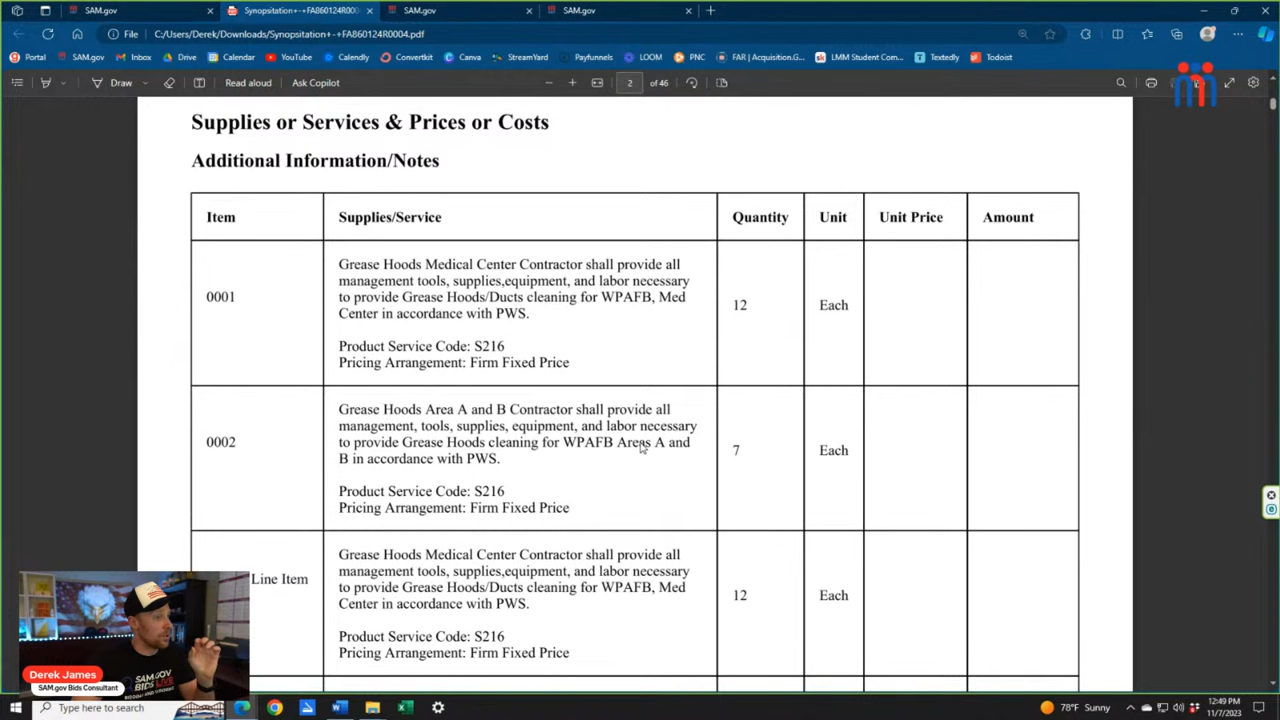 SAM.gov
Synopsitation+-+FA860124R000
SAM.gov
SAM.gov
File C:/Users/Derek/Downloads/Synopsitation+-+FA860124R0004.pdf
Portal SAM.gov Inbox Drive Calendar YouTube Calendly Convertkit Canva StreamYard Payfunnels LOOM PNC FAR | Acquisition.G... LMM Student Com... Textedly Todoist
Draw Read aloud Ask Copilot 2 of 46
Supplies or Services & Prices or Costs
Additional Information/Notes
Item Supplies/Service Quantity Unit Unit Price Amount
Grease Hoods Medical Center Contractor shall provide all
management tools, supplies,equipment, and labor necessary
0001 to provide Grease Hoods/Ducts cleaning for WPAFB, Med 12 Each
Center in accordance with PWS.
Product Service Code: S216
Pricing Arrangement: Firm Fixed Price
Grease Hoods Area A and B Contractor shall provide all
management, tools, supplies, equipment, and labor necessary
0002 to provide Grease Hoods cleaning for WPAFB Areas A and 7 Each
B in accordance with PWS.
Product Service Code: S216
Pricing Arrangement: Firm Fixed Price
Grease Hoods Medical Center Contractor shall provide all
Line Item management tools, supplies,equipment, and labor necessary
to provide Grease Hoods/Ducts cleaning for WPAFB, Med 12 Each
Center in accordance with PWS.
Product Service Code: S216
Pricing Arrangement: Firm Fixed Price
SAM.GOV
BIDS LIVE
Derek James
SAM.gov Bids Consultant
Type here to search
78°F Sunny
12:49 PM
11/7/2023